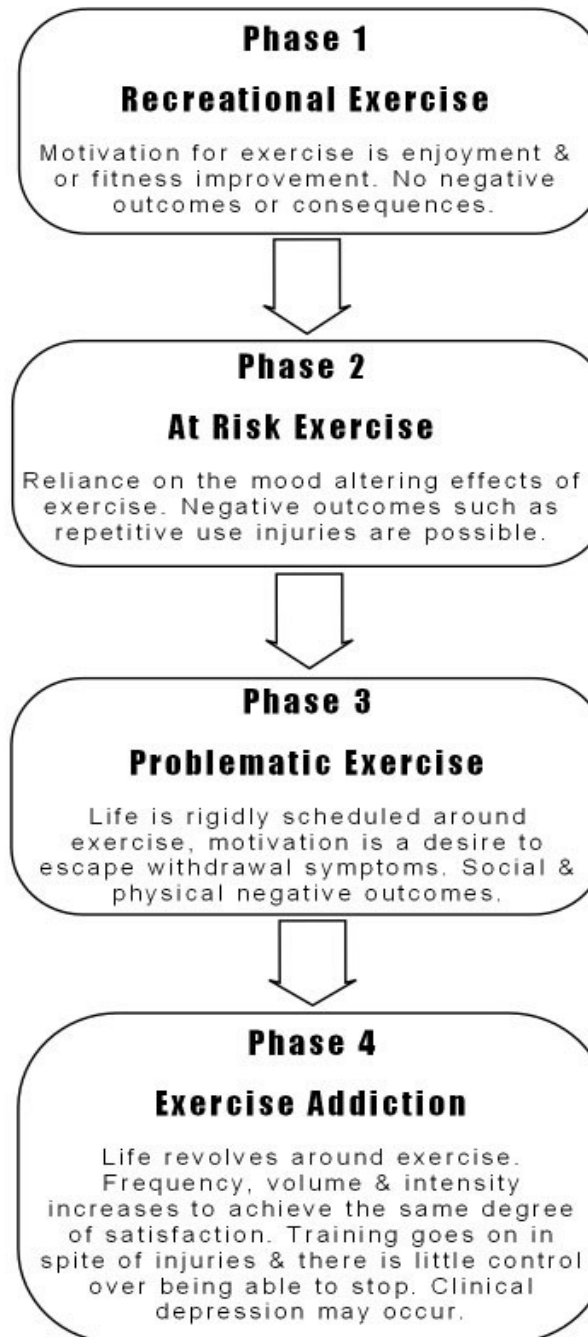 Phase 1
Recreational Exercise
Motivation for exercise is enjoyment &
or fitness improvement. No negative
outcomes or consequences.
Phase 2
At Risk Exercise
Reliance on the mood altering effects of
exercise. Negative outcomes such as
repetitive use injuries are possible.
Phase 3
Problematic Exercise
Life is rigidly scheduled around
exercise, motivation is a desire to
escape withdrawal symptoms. Social &
physical negative outcomes.
Phase 4
Exercise Addiction
Life revolves around exercise.
Frequency, volume & intensity
increases to achieve the same degree
of satisfaction. Training goes on in
spite of injuries & there is little control
over being able to stop. Clinical
depression may occur.